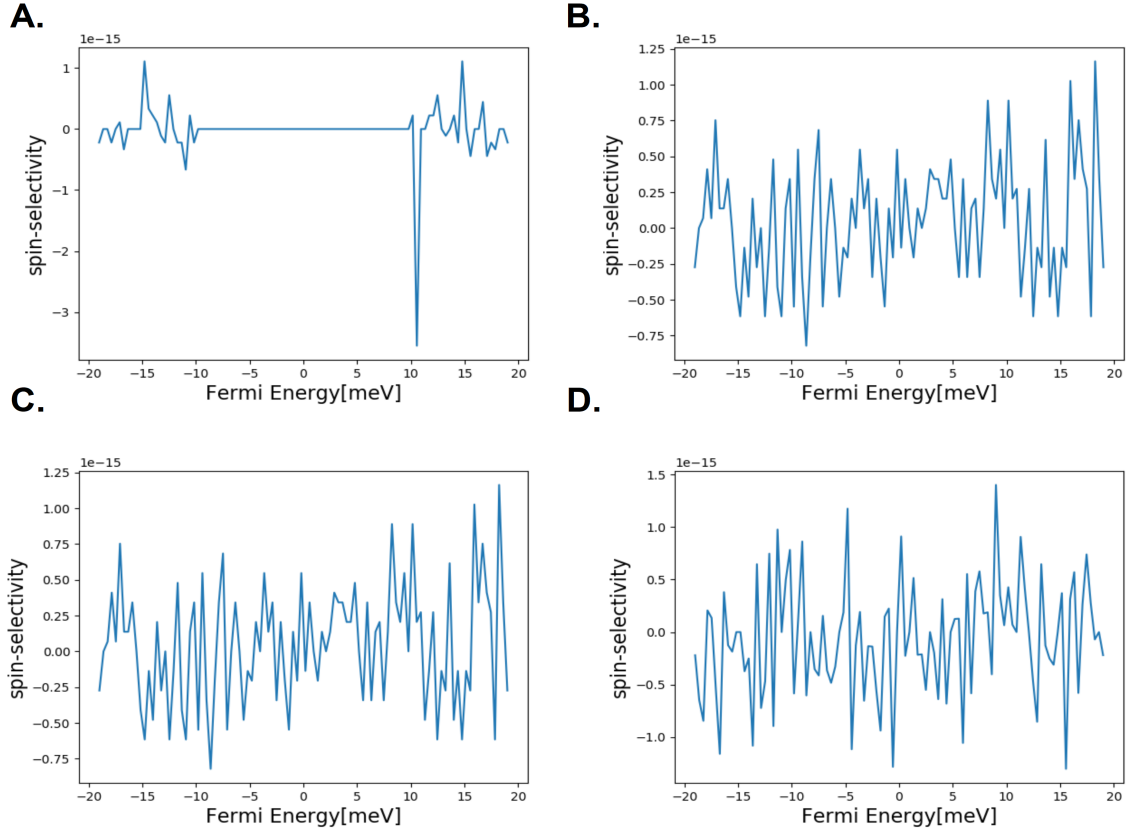 A.
1e−15
1
0
−1
−2
−3
spin-selectivity
−20 −15 −10 −5 0 5 10 15 20
Fermi Energy[meV]
B.
1e−15
1.25
1.00
0.75
0.50
0.25
0.00
−0.25
−0.50
−0.75
spin-selectivity
−20 −15 −10 −5 0 5 10 15 20
Fermi Energy[meV]
C.
1e−15
1.25
1.00
0.75
0.50
0.25
0.00
−0.25
−0.50
−0.75
spin-selectivity
−20 −15 −10 −5 0 5 10 15 20
Fermi Energy[meV]
D.
1e−15
1.5
1.0
0.5
0.0
−0.5
−1.0
spin-selectivity
−20 −15 −10 −5 0 5 10 15 20
Fermi Energy[meV]